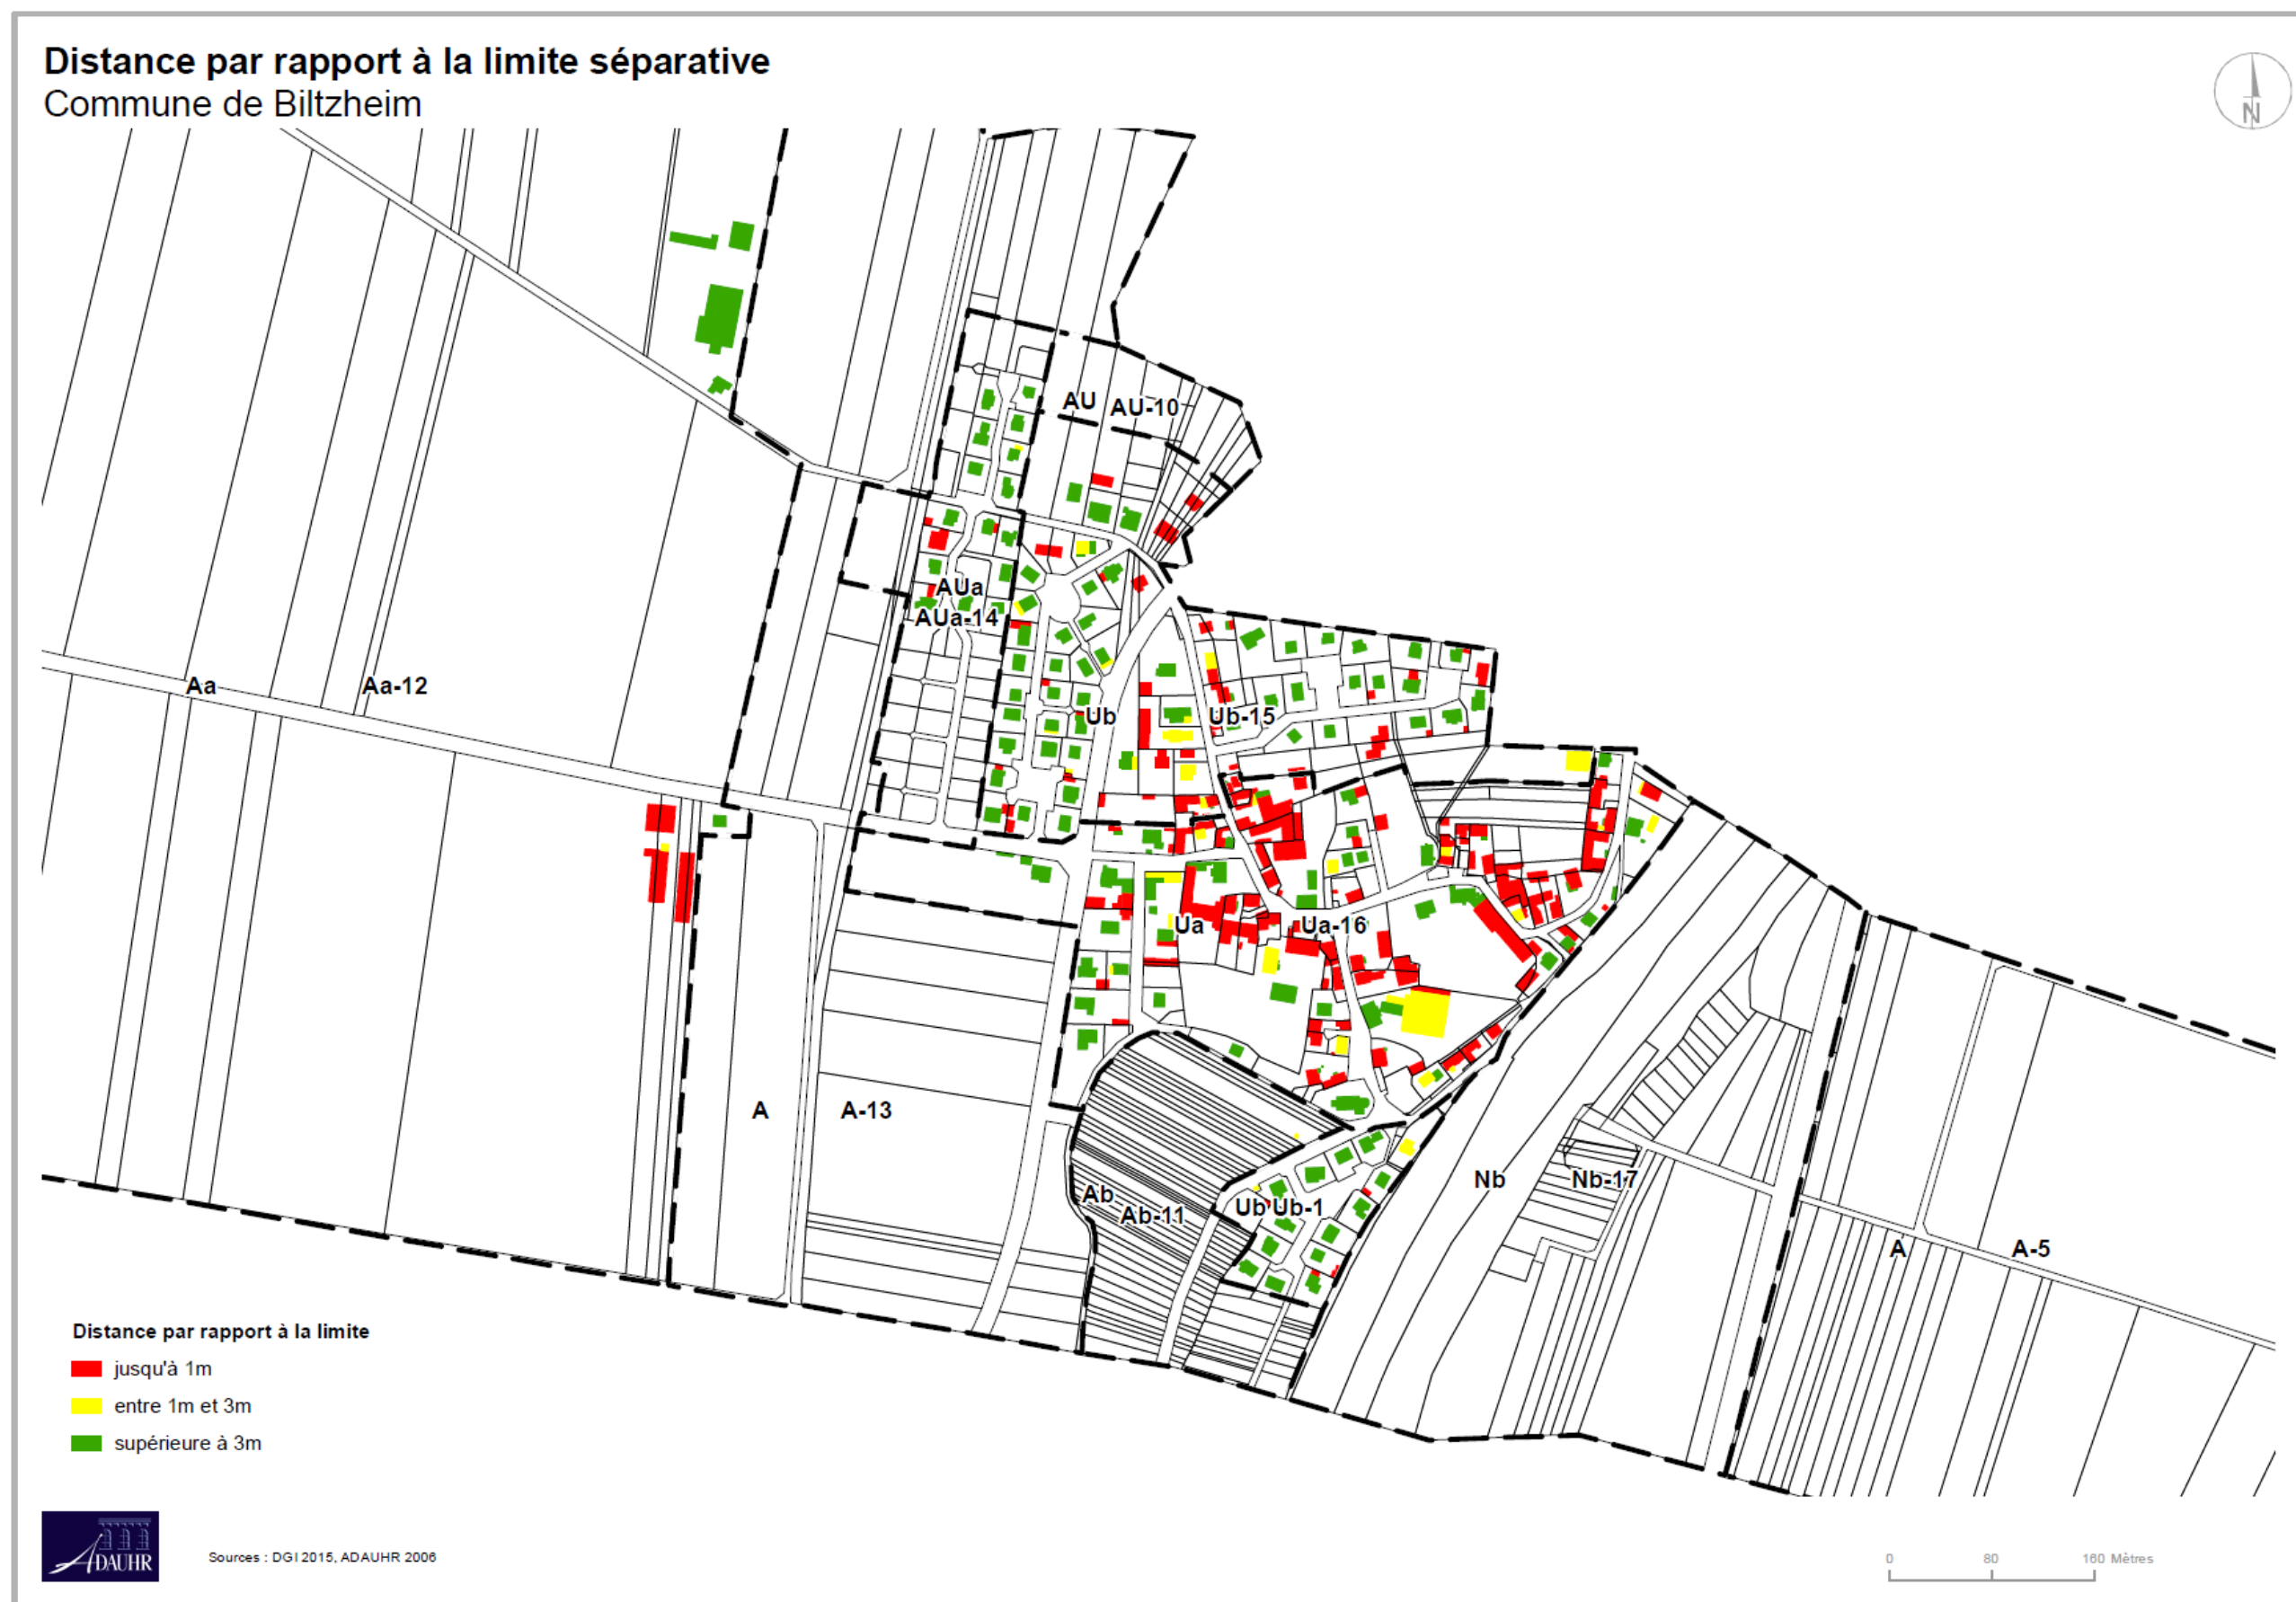 Distance par rapport à la limite séparative
Commune de Biltzheim
N
AU AU-10
AUa
AUa-14
Aa Aa-12
Ub Ub-15
Ua Ua-16
A A-13
Ab
Ab-11
Ub Ub-1
Nb Nb-17
A A-5
Distance par rapport à la limite
jusqu'à 1m
entre 1m et 3m
supérieure à 3m
ADAUHR
Sources : DGI 2015, ADAUHR 2006
0 80 160 Mètres